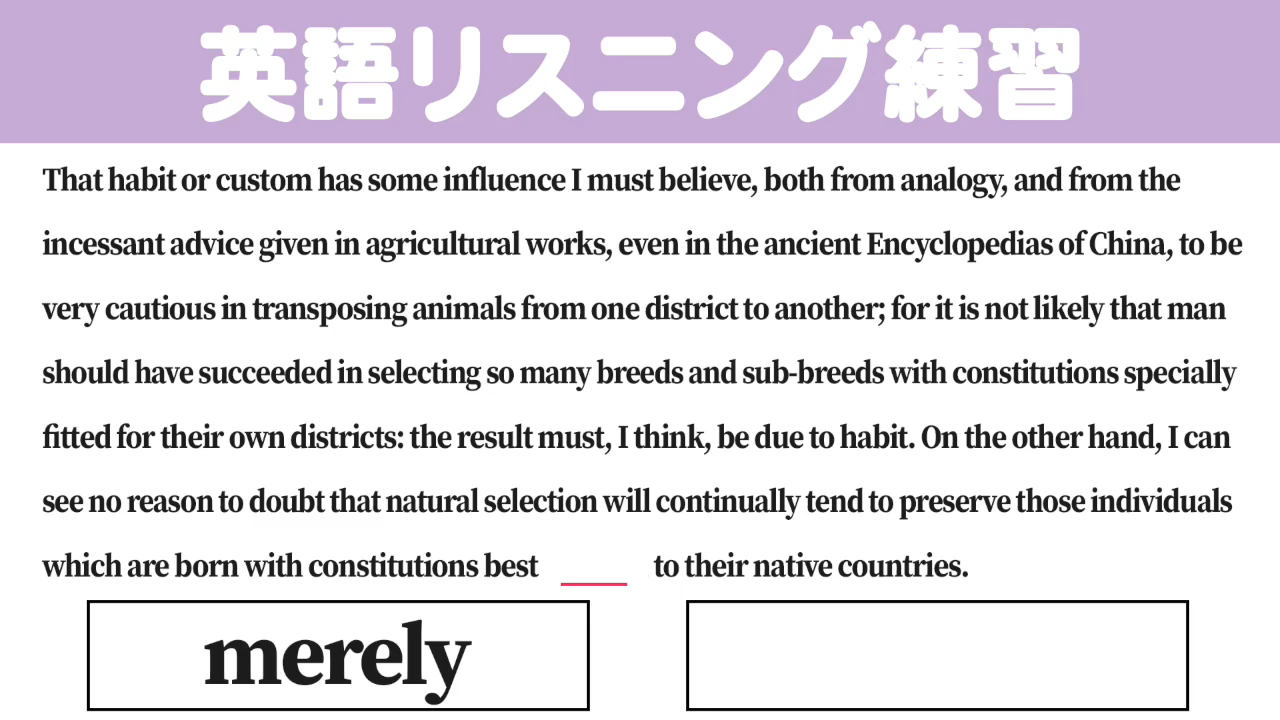 英語リスニング練習
That habit or custom has some influence I must believe, both from analogy, and from the
incessant advice given in agricultural works, even in the ancient Encyclopedias of China, to be
very cautious in transposing animals from one district to another; for it is not likely that man
should have succeeded in selecting so many breeds and sub-breeds with constitutions specially
fitted for their own districts: the result must, I think, be due to habit. On the other hand, I can
see no reason to doubt that natural selection will continually tend to preserve those individuals
which are born with constitutions best ____ to their native countries.
merely